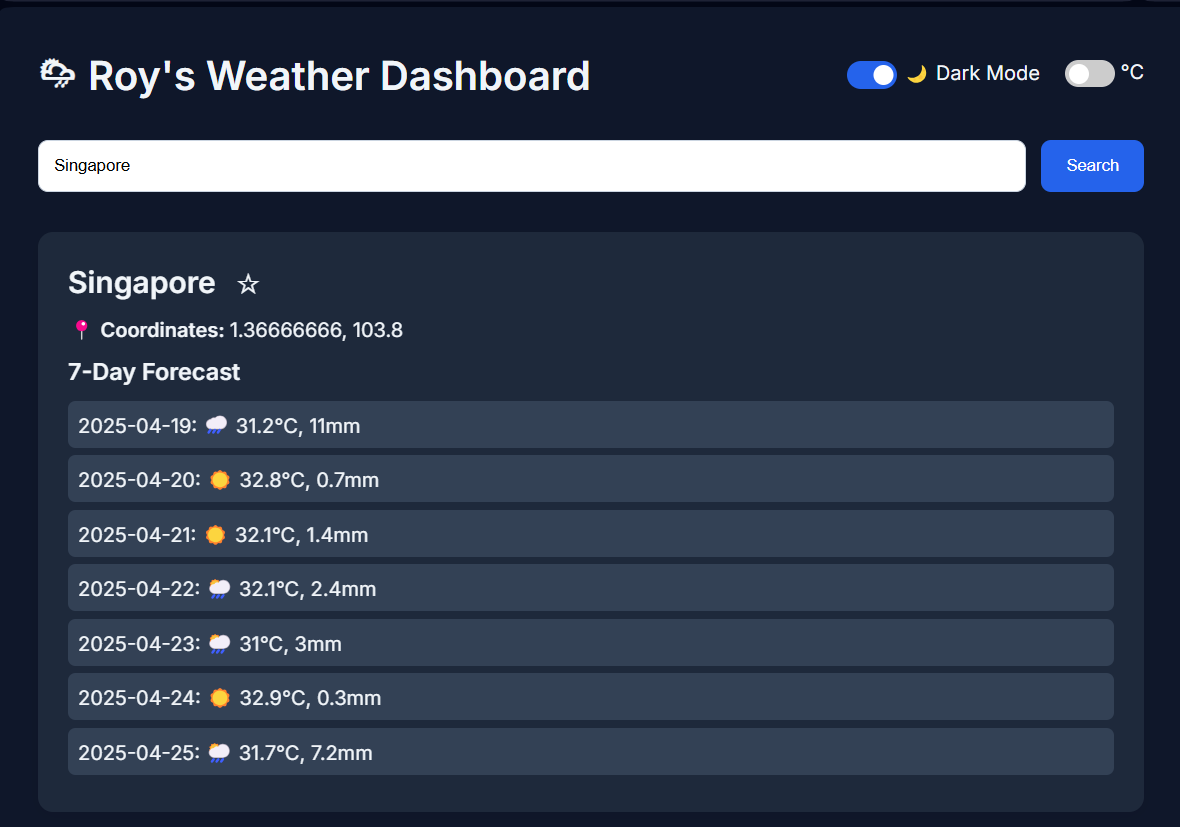 🌦 Roy's Weather Dashboard
🌙 Dark Mode
°C
Singapore
Search
Singapore ☆
📍 Coordinates: 1.36666666, 103.8
7-Day Forecast
2025-04-19: 🌧️ 31.2°C, 11mm
2025-04-20: ☀️ 32.8°C, 0.7mm
2025-04-21: ☀️ 32.1°C, 1.4mm
2025-04-22: 🌦️ 32.1°C, 2.4mm
2025-04-23: 🌦️ 31°C, 3mm
2025-04-24: ☀️ 32.9°C, 0.3mm
2025-04-25: 🌦️ 31.7°C, 7.2mm